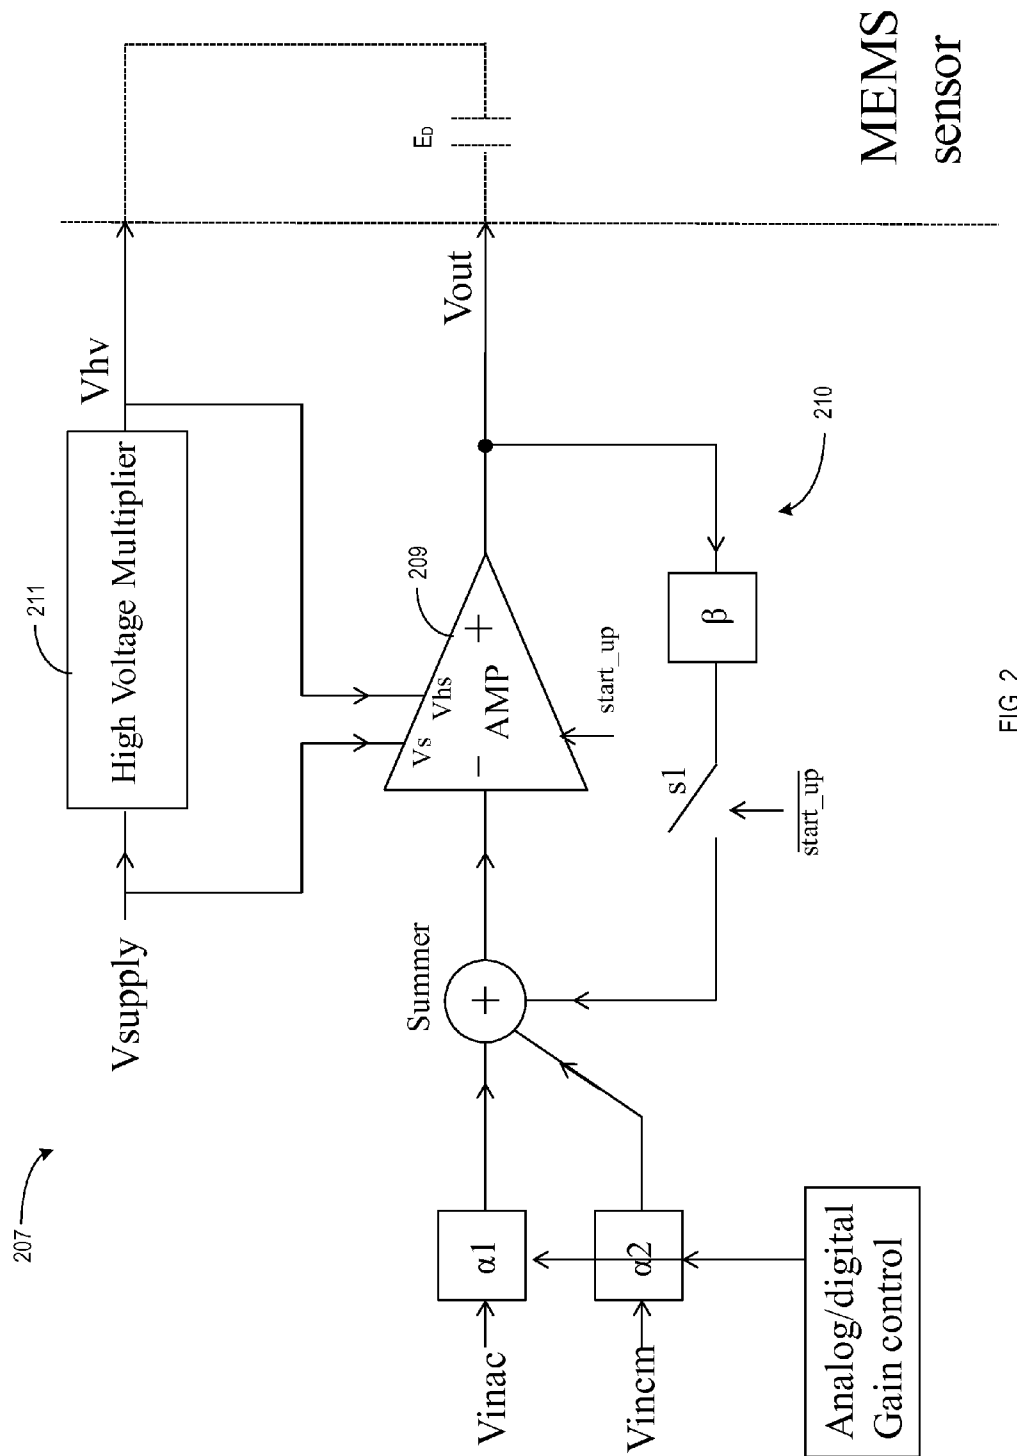 207
Vsupply
211
High Voltage Multiplier
Vhv
MEMS
sensor
E_D
Summer
+
Vs
Vhs
209
−
AMP
+
Vout
start_up
210
Vinac
α1
Vincm
α2
s1
β
start_up
Analog/digital
Gain control
FIG. 2